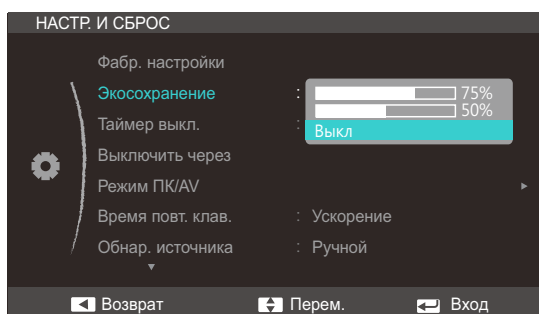 НАСТР. И СБРОС
Фабр. настройки
Экосохранение : 75%
50%
Таймер выкл. : Выкл
Выключить через
Режим ПК/AV
Время повт. клав. : Ускорение
Обнар. источника : Ручной
Возврат Перем. Вход